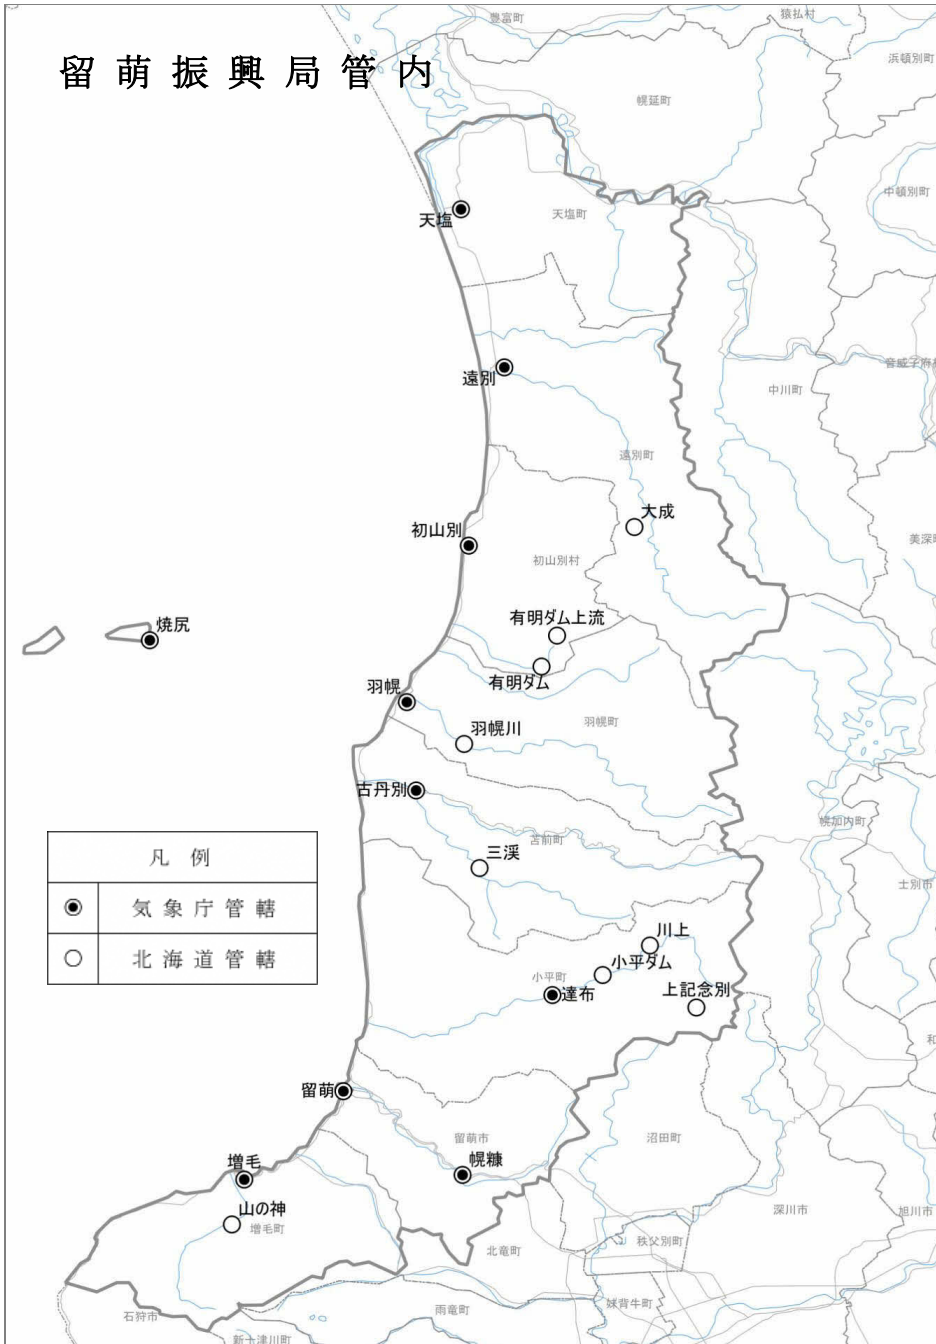 豊富町
猿払村
浜頓別町
留萌振興局管内
幌延町
中頓別町
天塩町
天塩
遠別
中川町
遠別町
大成
初山別
初山別村
有明ダム上流
焼尻
有明ダム
羽幌
羽幌町
羽幌川
古丹別
幌加内町
苫前町
三渓
凡例
気象庁管轄
北海道管轄
士別市
川上
小平ダム
小平町
達布
上記念別
和
留萌
留萌市
沼田町
幌糠
増毛
山の神
増毛町
深川市
旭川市
秩父別町
北竜町
石狩市
雨竜町
妹背牛町
新十津川町